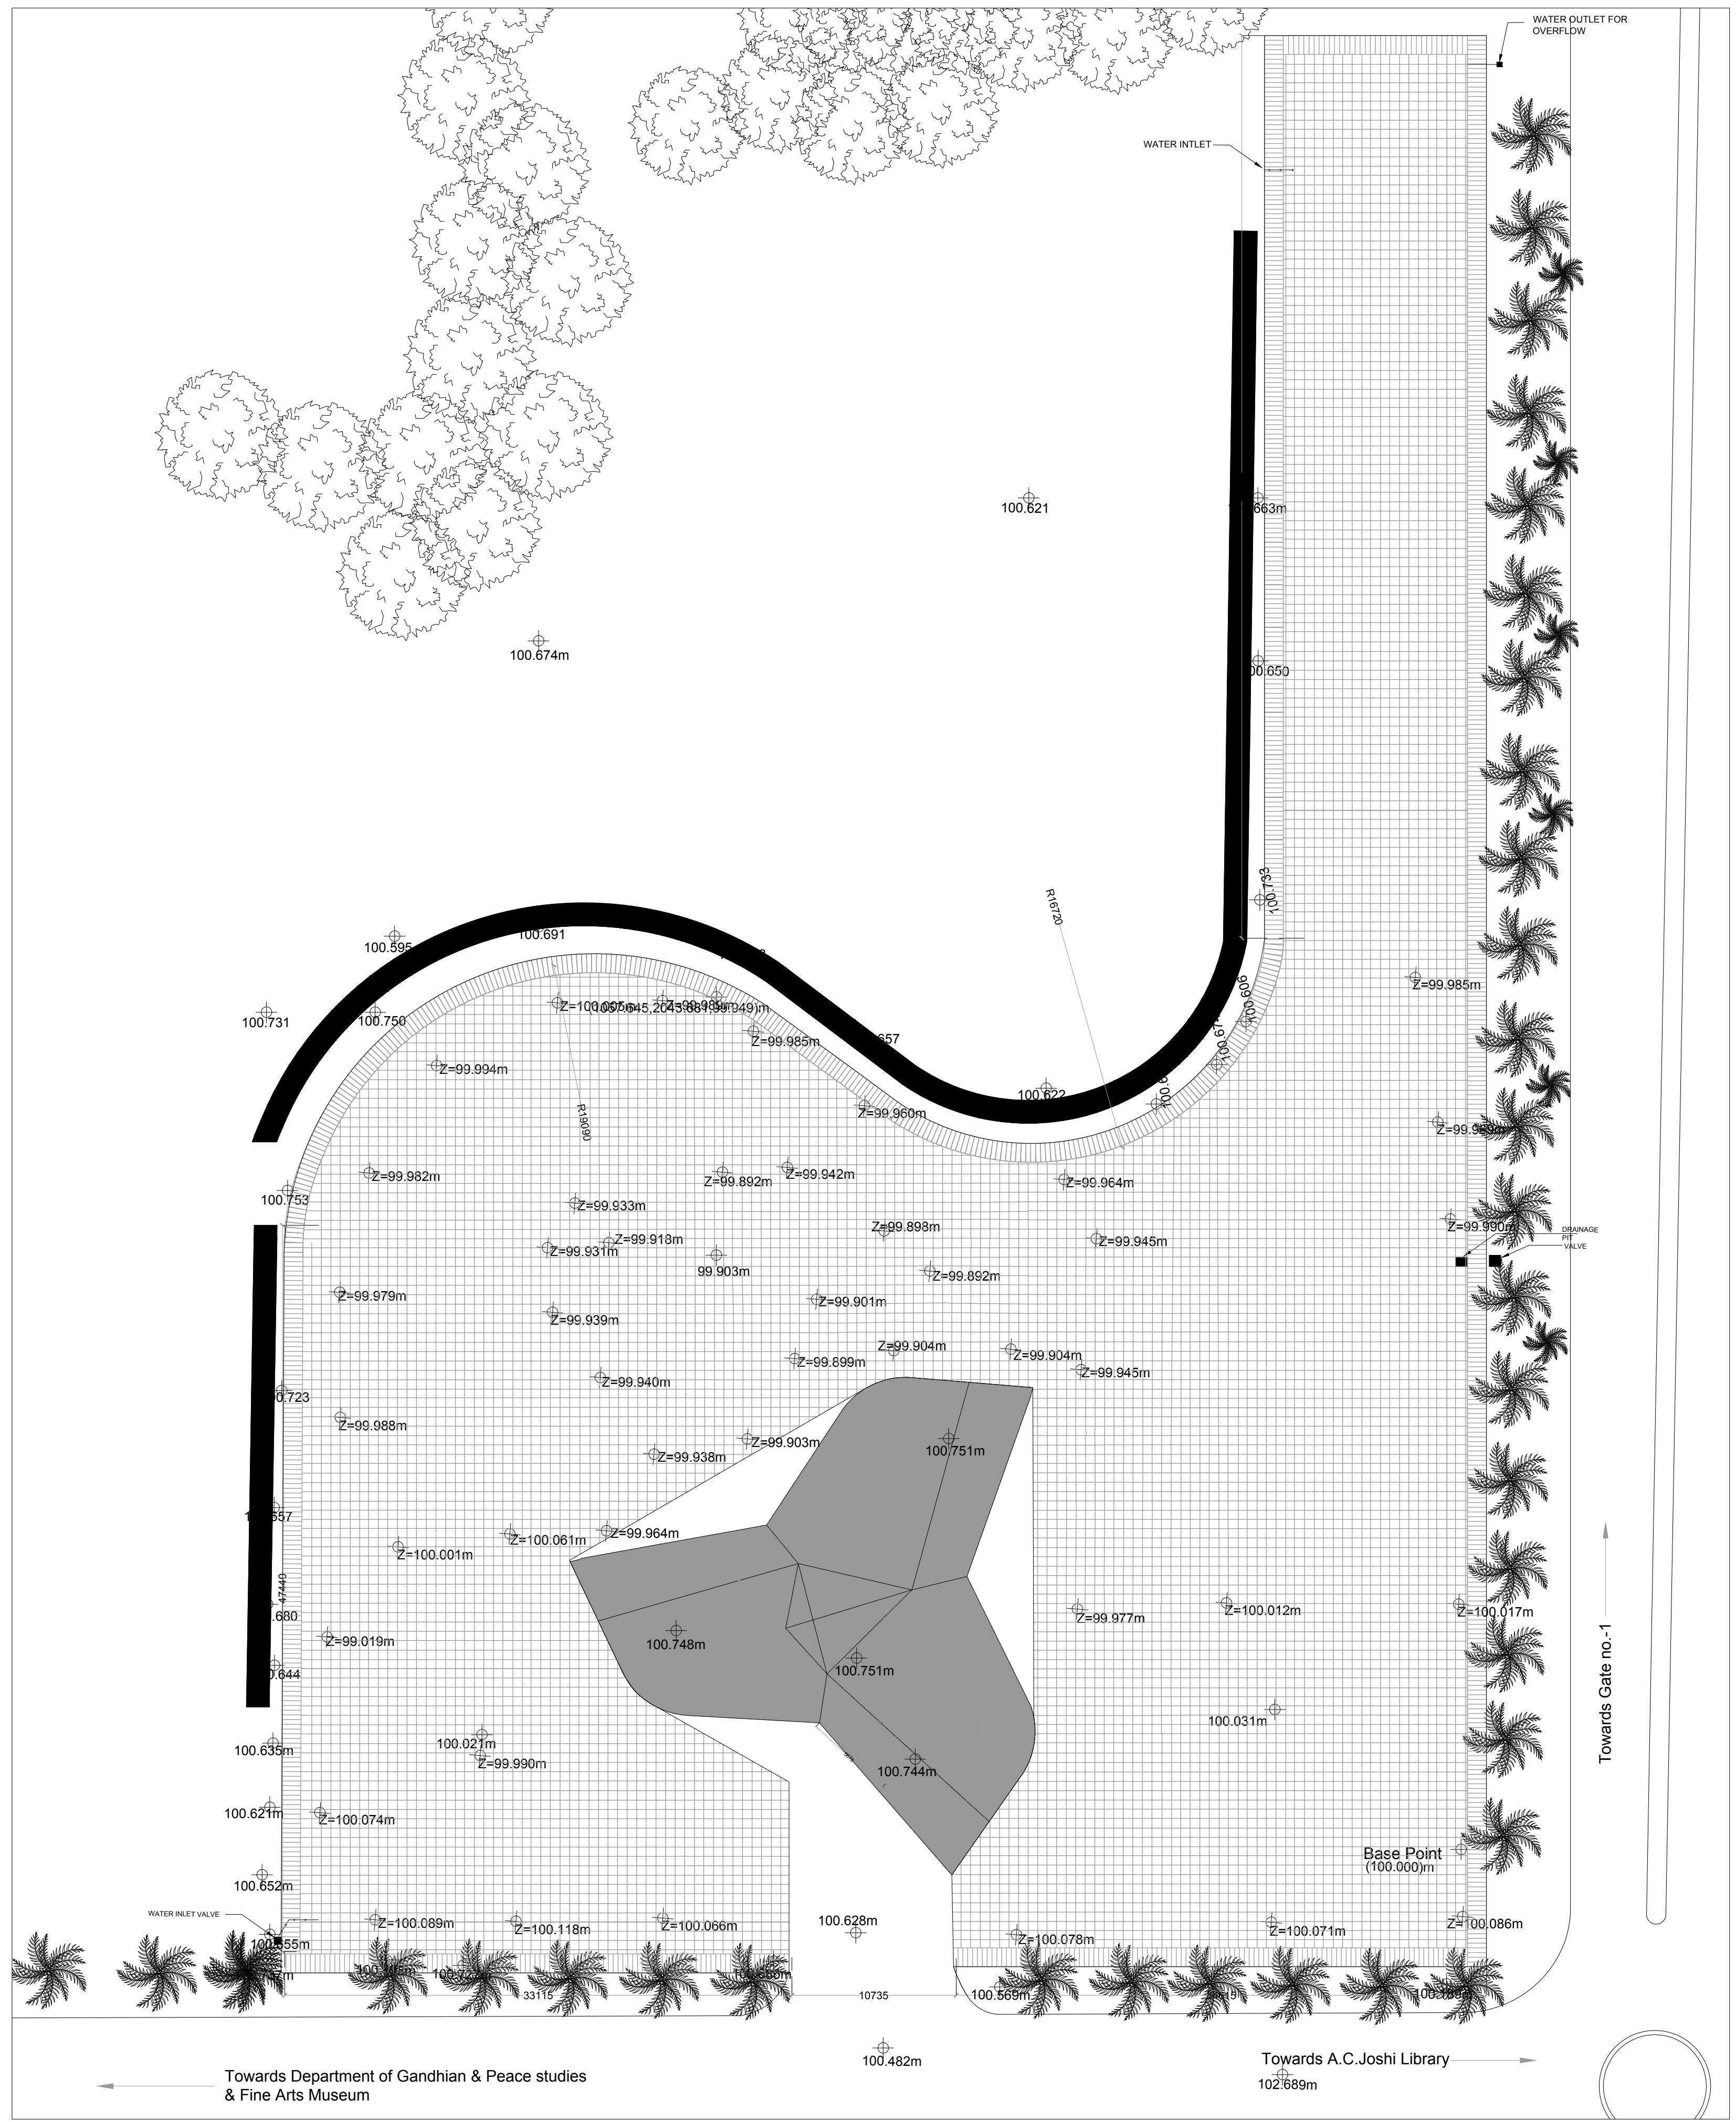 WATER OUTLET FOR
OVERFLOW
WATER INTLET
100.621
100.674m
R16720
100.733
100.691
100.595
Z=99.985m
100.731
100.750
Z=99.985m
Z=99.994m
100.622
Z=99.960m
R19090
Z=99.982m
Z=99.892m
Z=99.942m
Z=99.964m
100.753
Z=99.933m
Z=99.898m
Z=99.990m
DRAINAGE
PIT
VALVE
Z=99.918m
Z=99.931m
Z=99.945m
99.903m
Z=99.892m
Z=99.979m
Z=99.901m
Z=99.939m
Z=99.904m
Z=99.904m
Z=99.899m
Z=99.945m
Z=99.940m
Z=99.988m
Z=99.903m
100.751m
Z=99.938m
Z=99.964m
Z=100.061m
Z=100.001m
47440
Z=99.977m
Z=100.012m
Z=100.017m
Z=99.019m
100.748m
100.751m
Towards Gate no.-1
100.031m
100.021m
100.635m
Z=99.990m
100.744m
100.621m
Z=100.074m
Base Point
(100.000)m
100.652m
WATER INLET VALVE
Z=100.089m
Z=100.118m
Z=100.066m
100.628m
Z=100.078m
Z=100.071m
Z=100.086m
33115
10735
100.569m
100.482m
Towards A.C.Joshi Library
102.689m
Towards Department of Gandhian & Peace studies
& Fine Arts Museum